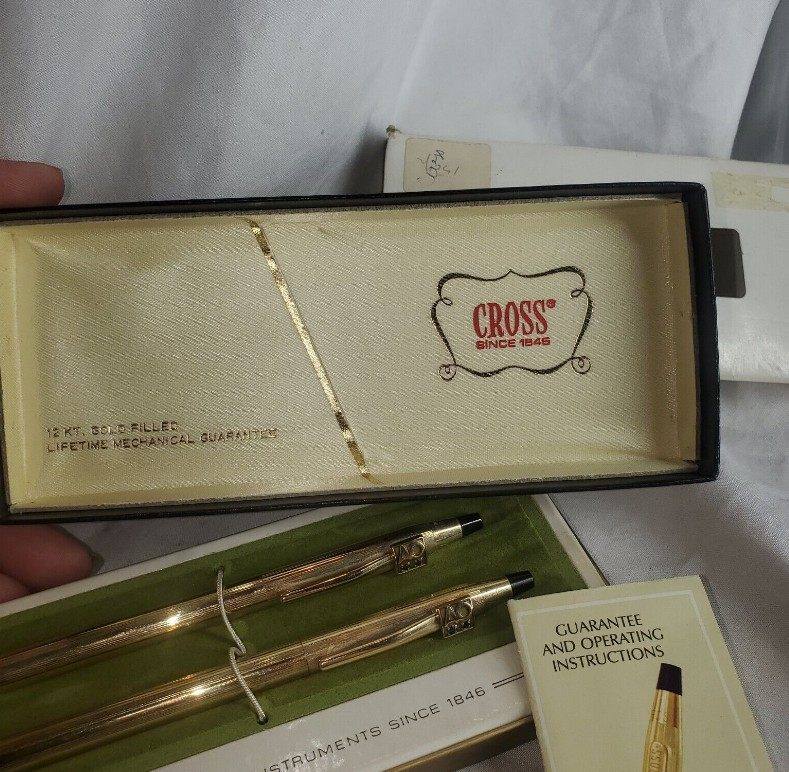 CROSS®
SINCE 1846
12 KT. GOLD FILLED
LIFETIME MECHANICAL GUARANTEE
GUARANTEE
AND OPERATING
INSTRUCTIONS
INSTRUMENTS SINCE 1846